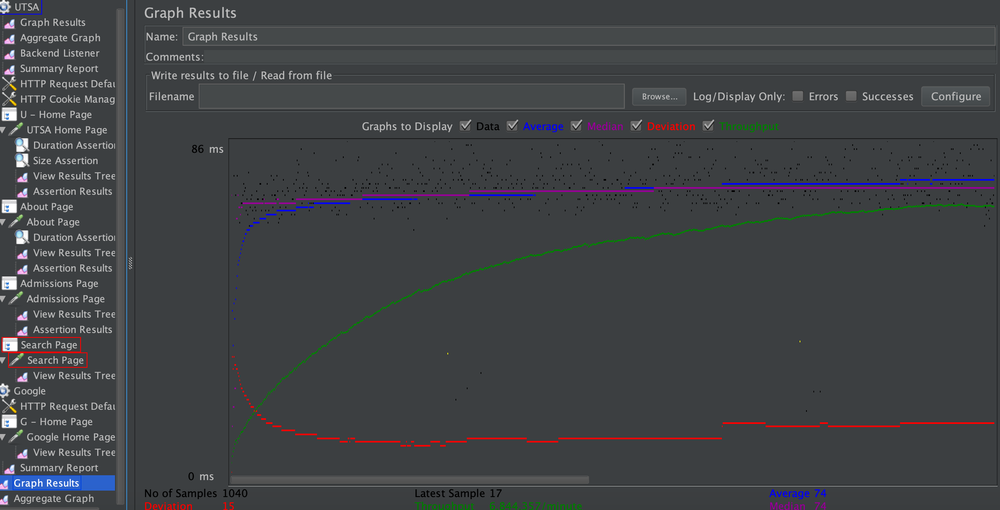 UTSA
Graph Results
Aggregate Graph
Backend Listener
Summary Report
HTTP Request Defau
HTTP Cookie Manag
U - Home Page
UTSA Home Page
Duration Assertion
Size Assertion
View Results Tree
Assertion Results
About Page
About Page
Duration Assertion
View Results Tree
Assertion Results
Admissions Page
Admissions Page
View Results Tree
Assertion Results
Search Page
Search Page
View Results Tree
Google
HTTP Request Defau
G - Home Page
Google Home Page
View Results Tree
Summary Report
Graph Results
Aggregate Graph
Graph Results
Name: Graph Results
Comments:
Write results to file / Read from file
Filename Browse... Log/Display Only: Errors Successes Configure
Graphs to Display Data Average Median Deviation Throughput
86 ms
0 ms
No of Samples 1040 Latest Sample 17 Average 74
Deviation 15 Throughput 6,844.357/minute Median 74